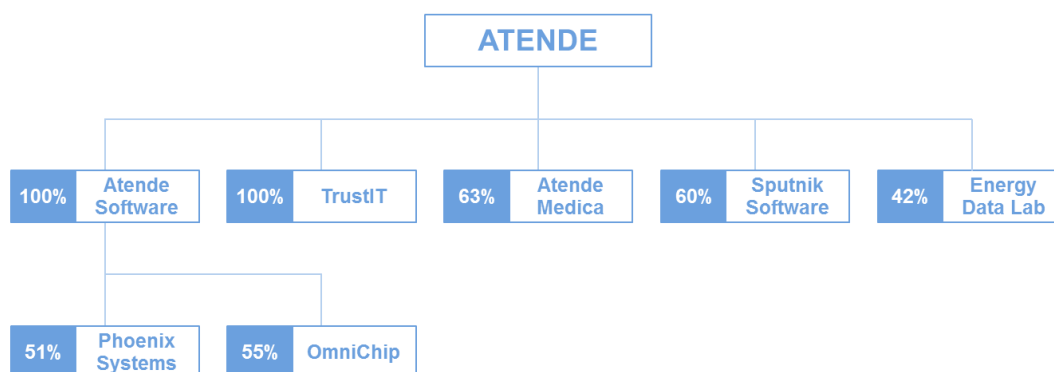 ATENDE
100%
Atende
Software
100%
TrustIT
63%
Atende
Medica
60%
Sputnik
Software
42%
Energy
Data Lab
51%
Phoenix
Systems
55%
OmniChip